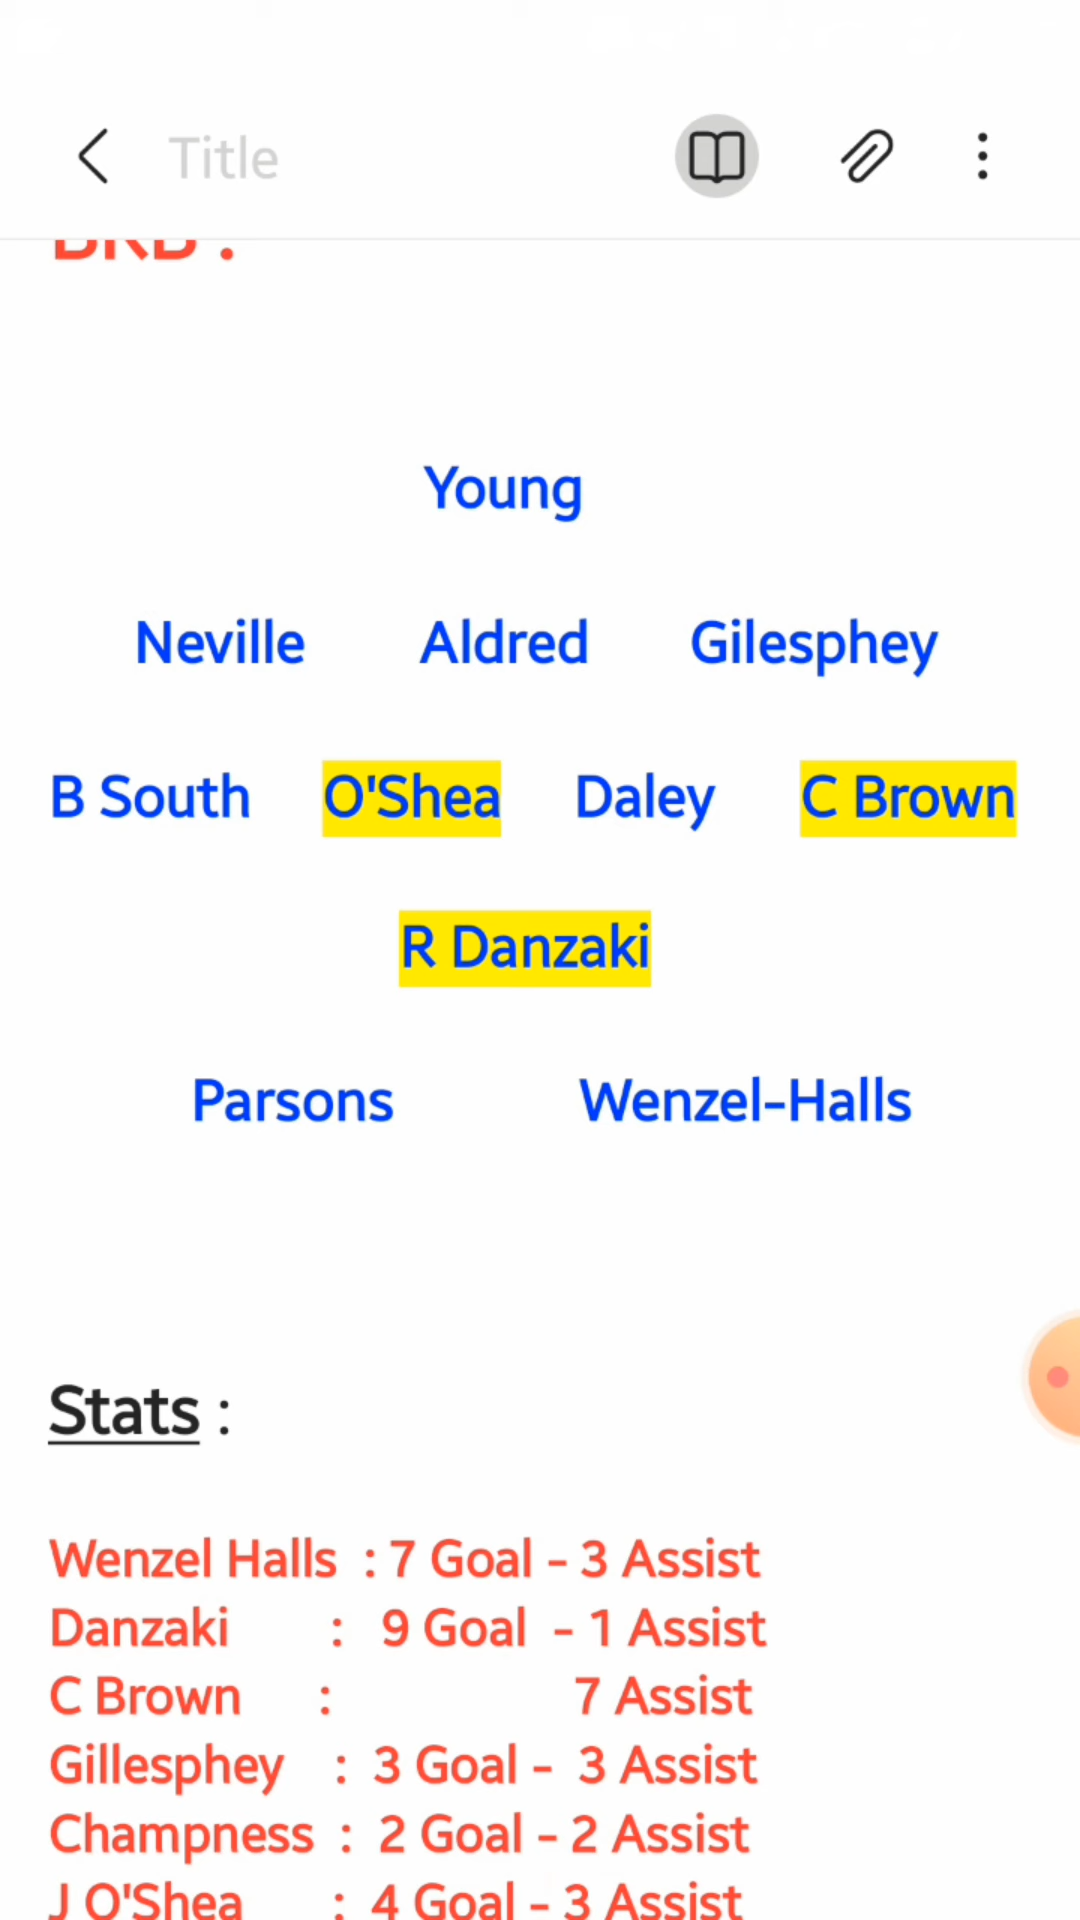 Title
BRB :
Young
Neville Aldred Gilesphey
B South O'Shea Daley C Brown
R Danzaki
Parsons Wenzel-Halls
Stats :
Wenzel Halls : 7 Goal - 3 Assist
Danzaki : 9 Goal - 1 Assist
C Brown : 7 Assist
Gillesphey : 3 Goal - 3 Assist
Champness : 2 Goal - 2 Assist
J O'Shea : 4 Goal - 3 Assist